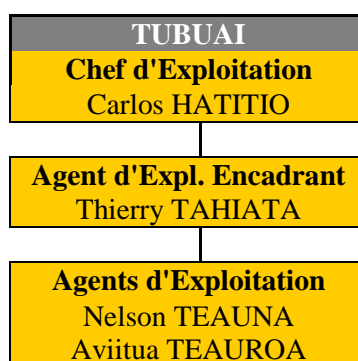 TUBUAI
Chef d'Exploitation
Carlos HATITIO
Agent d'Expl. Encadrant
Thierry TAHIATA
Agents d'Exploitation
Nelson TEAUNA
Aviitua TEAUROA